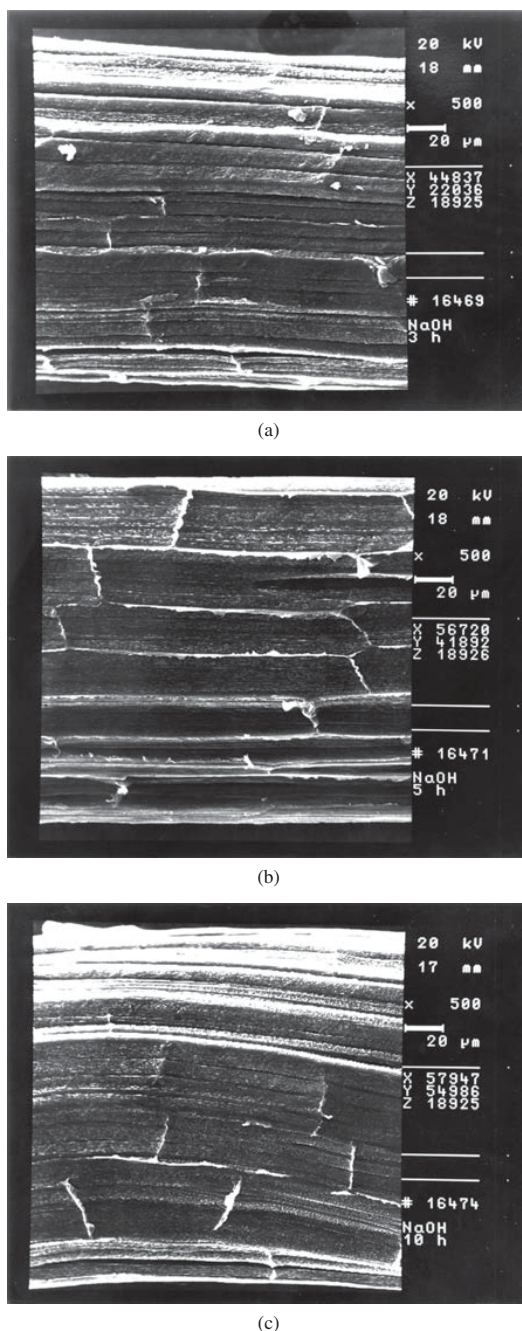 20 kV
18 mm
x 500
20 µm
X 44837
Y 22036
Z 18925
# 16469
NaOH
3 h
(a)
20 kV
18 mm
x 500
20 µm
X 56720
Y 41892
Z 18926
# 16471
NaOH
5 h
(b)
20 kV
17 mm
x 500
20 µm
X 57947
Y 54986
Z 18925
# 16474
NaOH
10 h
(c)